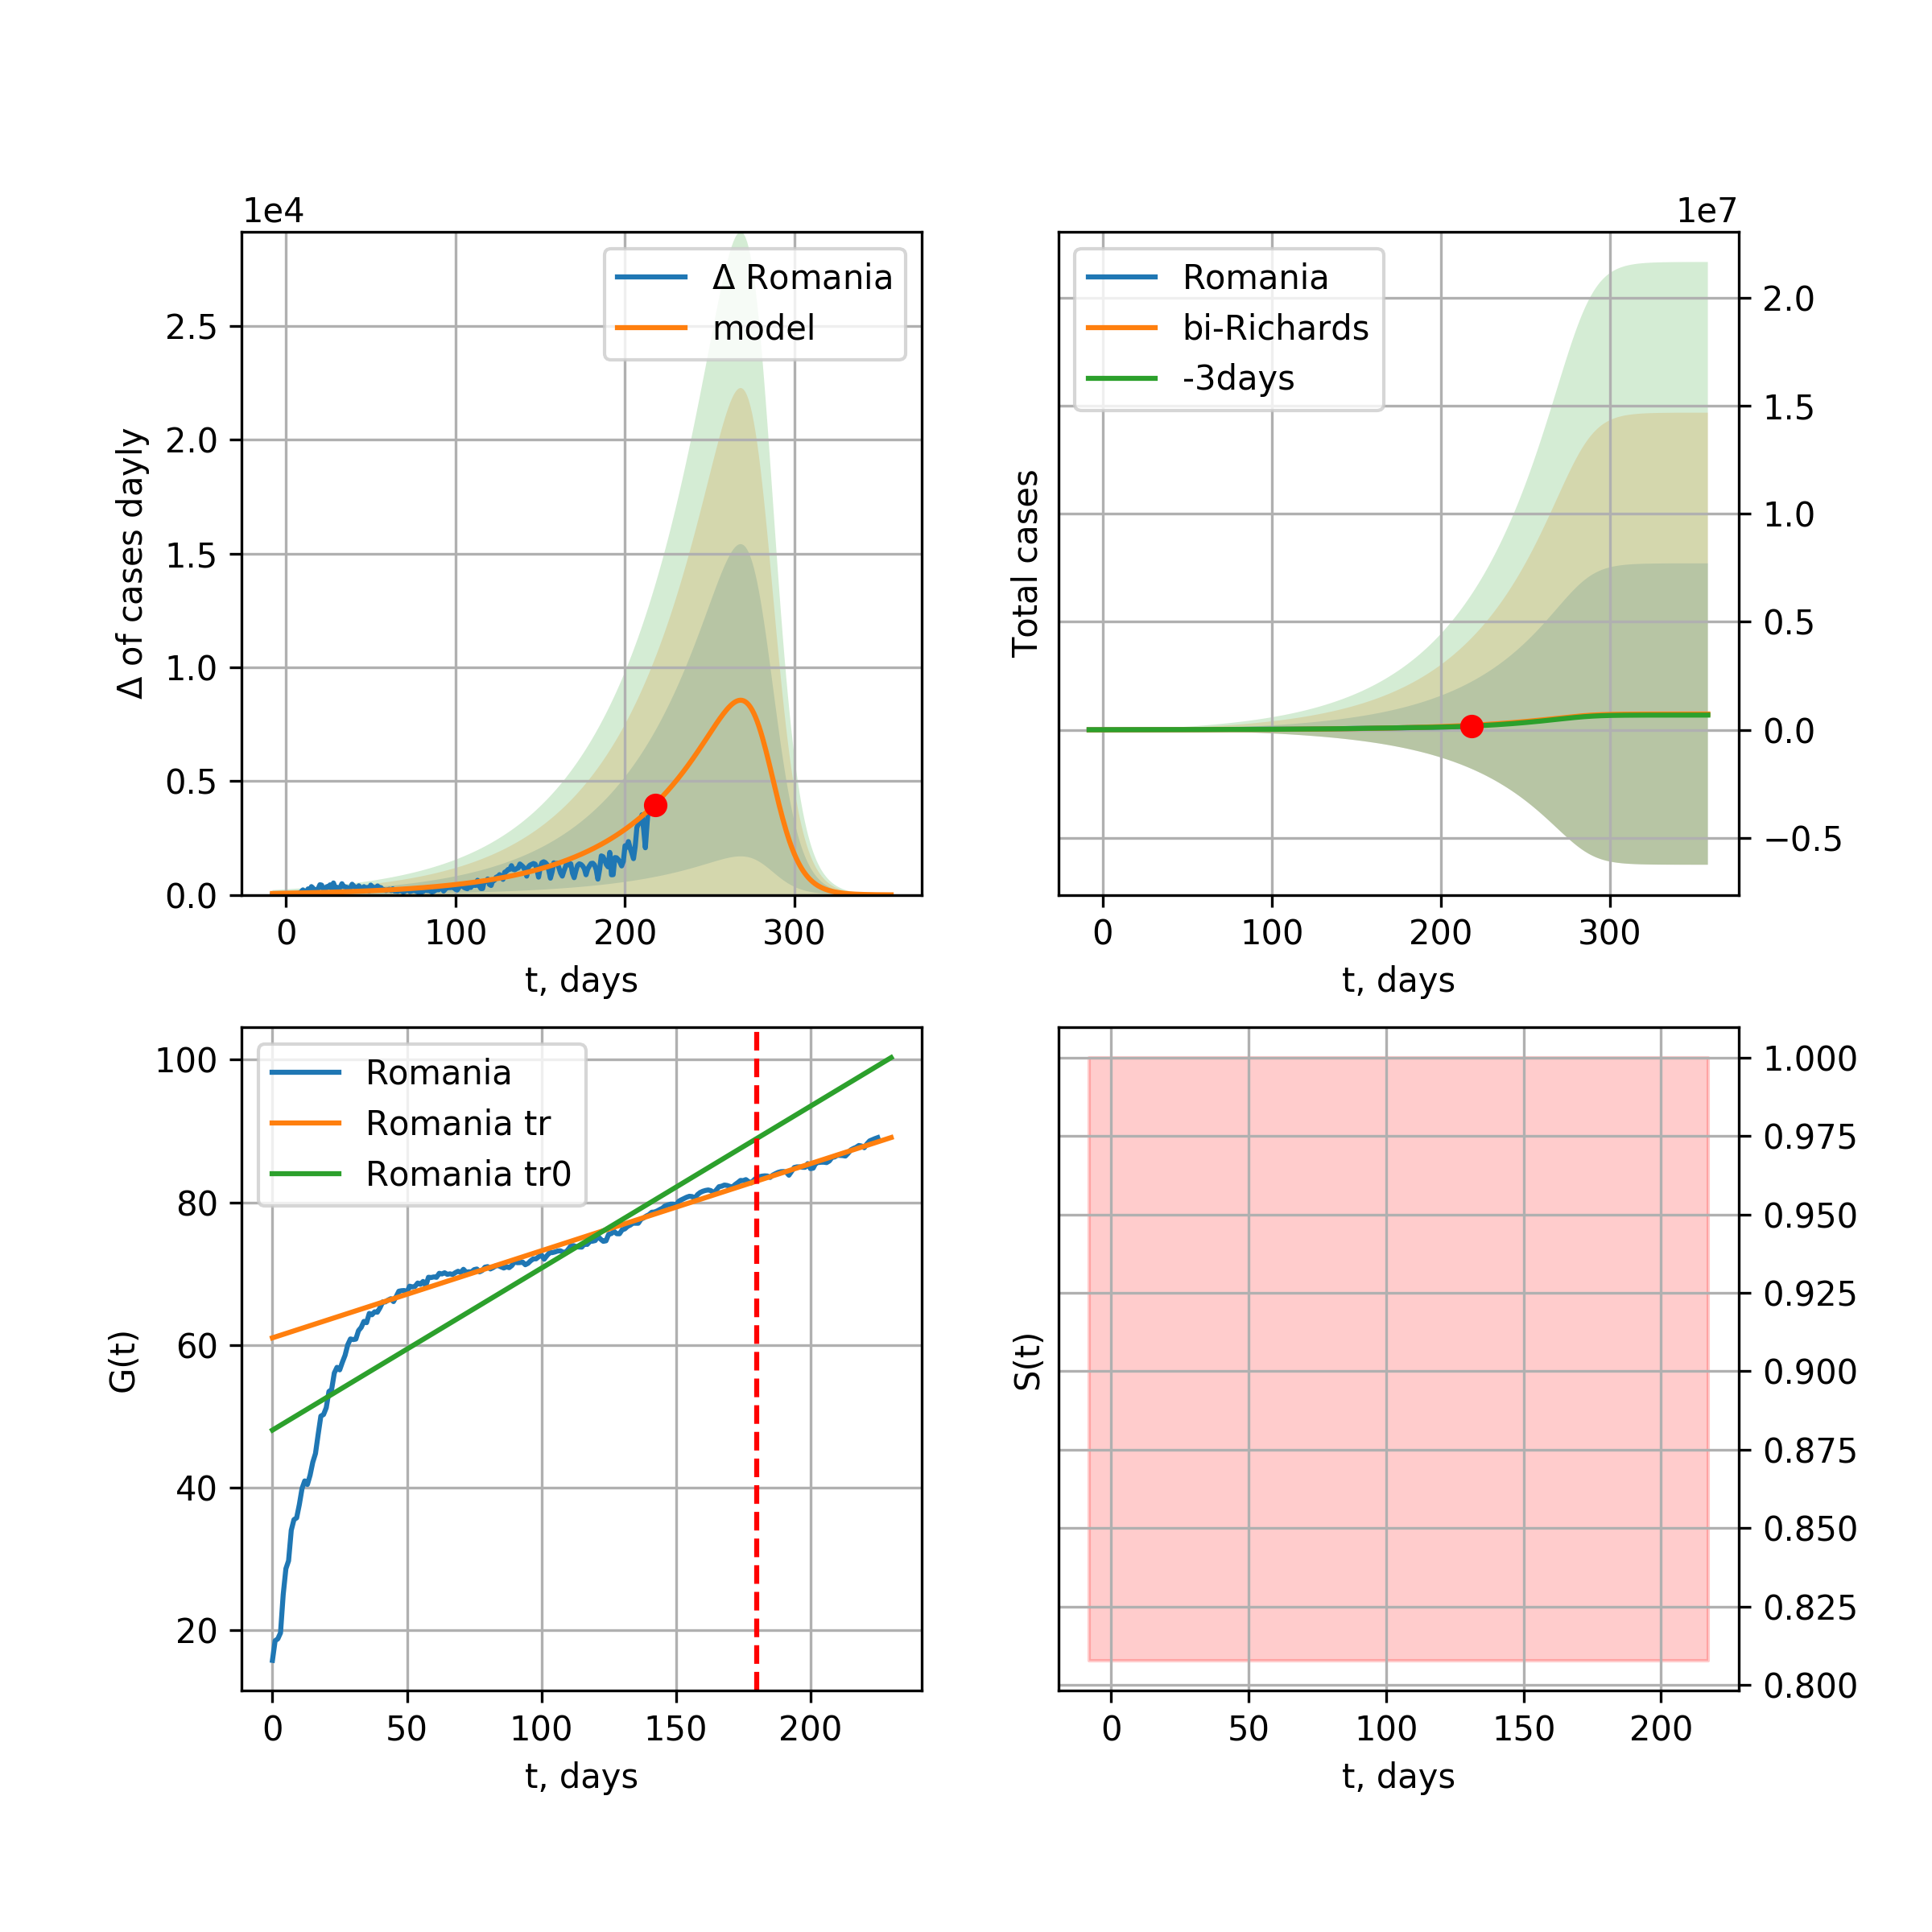 1e4
Δ of cases dayly
2.5
2.0
1.5
1.0
0.5
0.0
0 100 200 300
t, days
Δ Romania
model
1e7
Total cases
2.0
1.5
1.0
0.5
0.0
−0.5
0 100 200 300
t, days
Romania
bi-Richards
-3days
G(t)
100
80
60
40
20
0 50 100 150 200
t, days
Romania
Romania tr
Romania tr0
S(t)
1.000
0.975
0.950
0.925
0.900
0.875
0.850
0.825
0.800
0 50 100 150 200
t, days